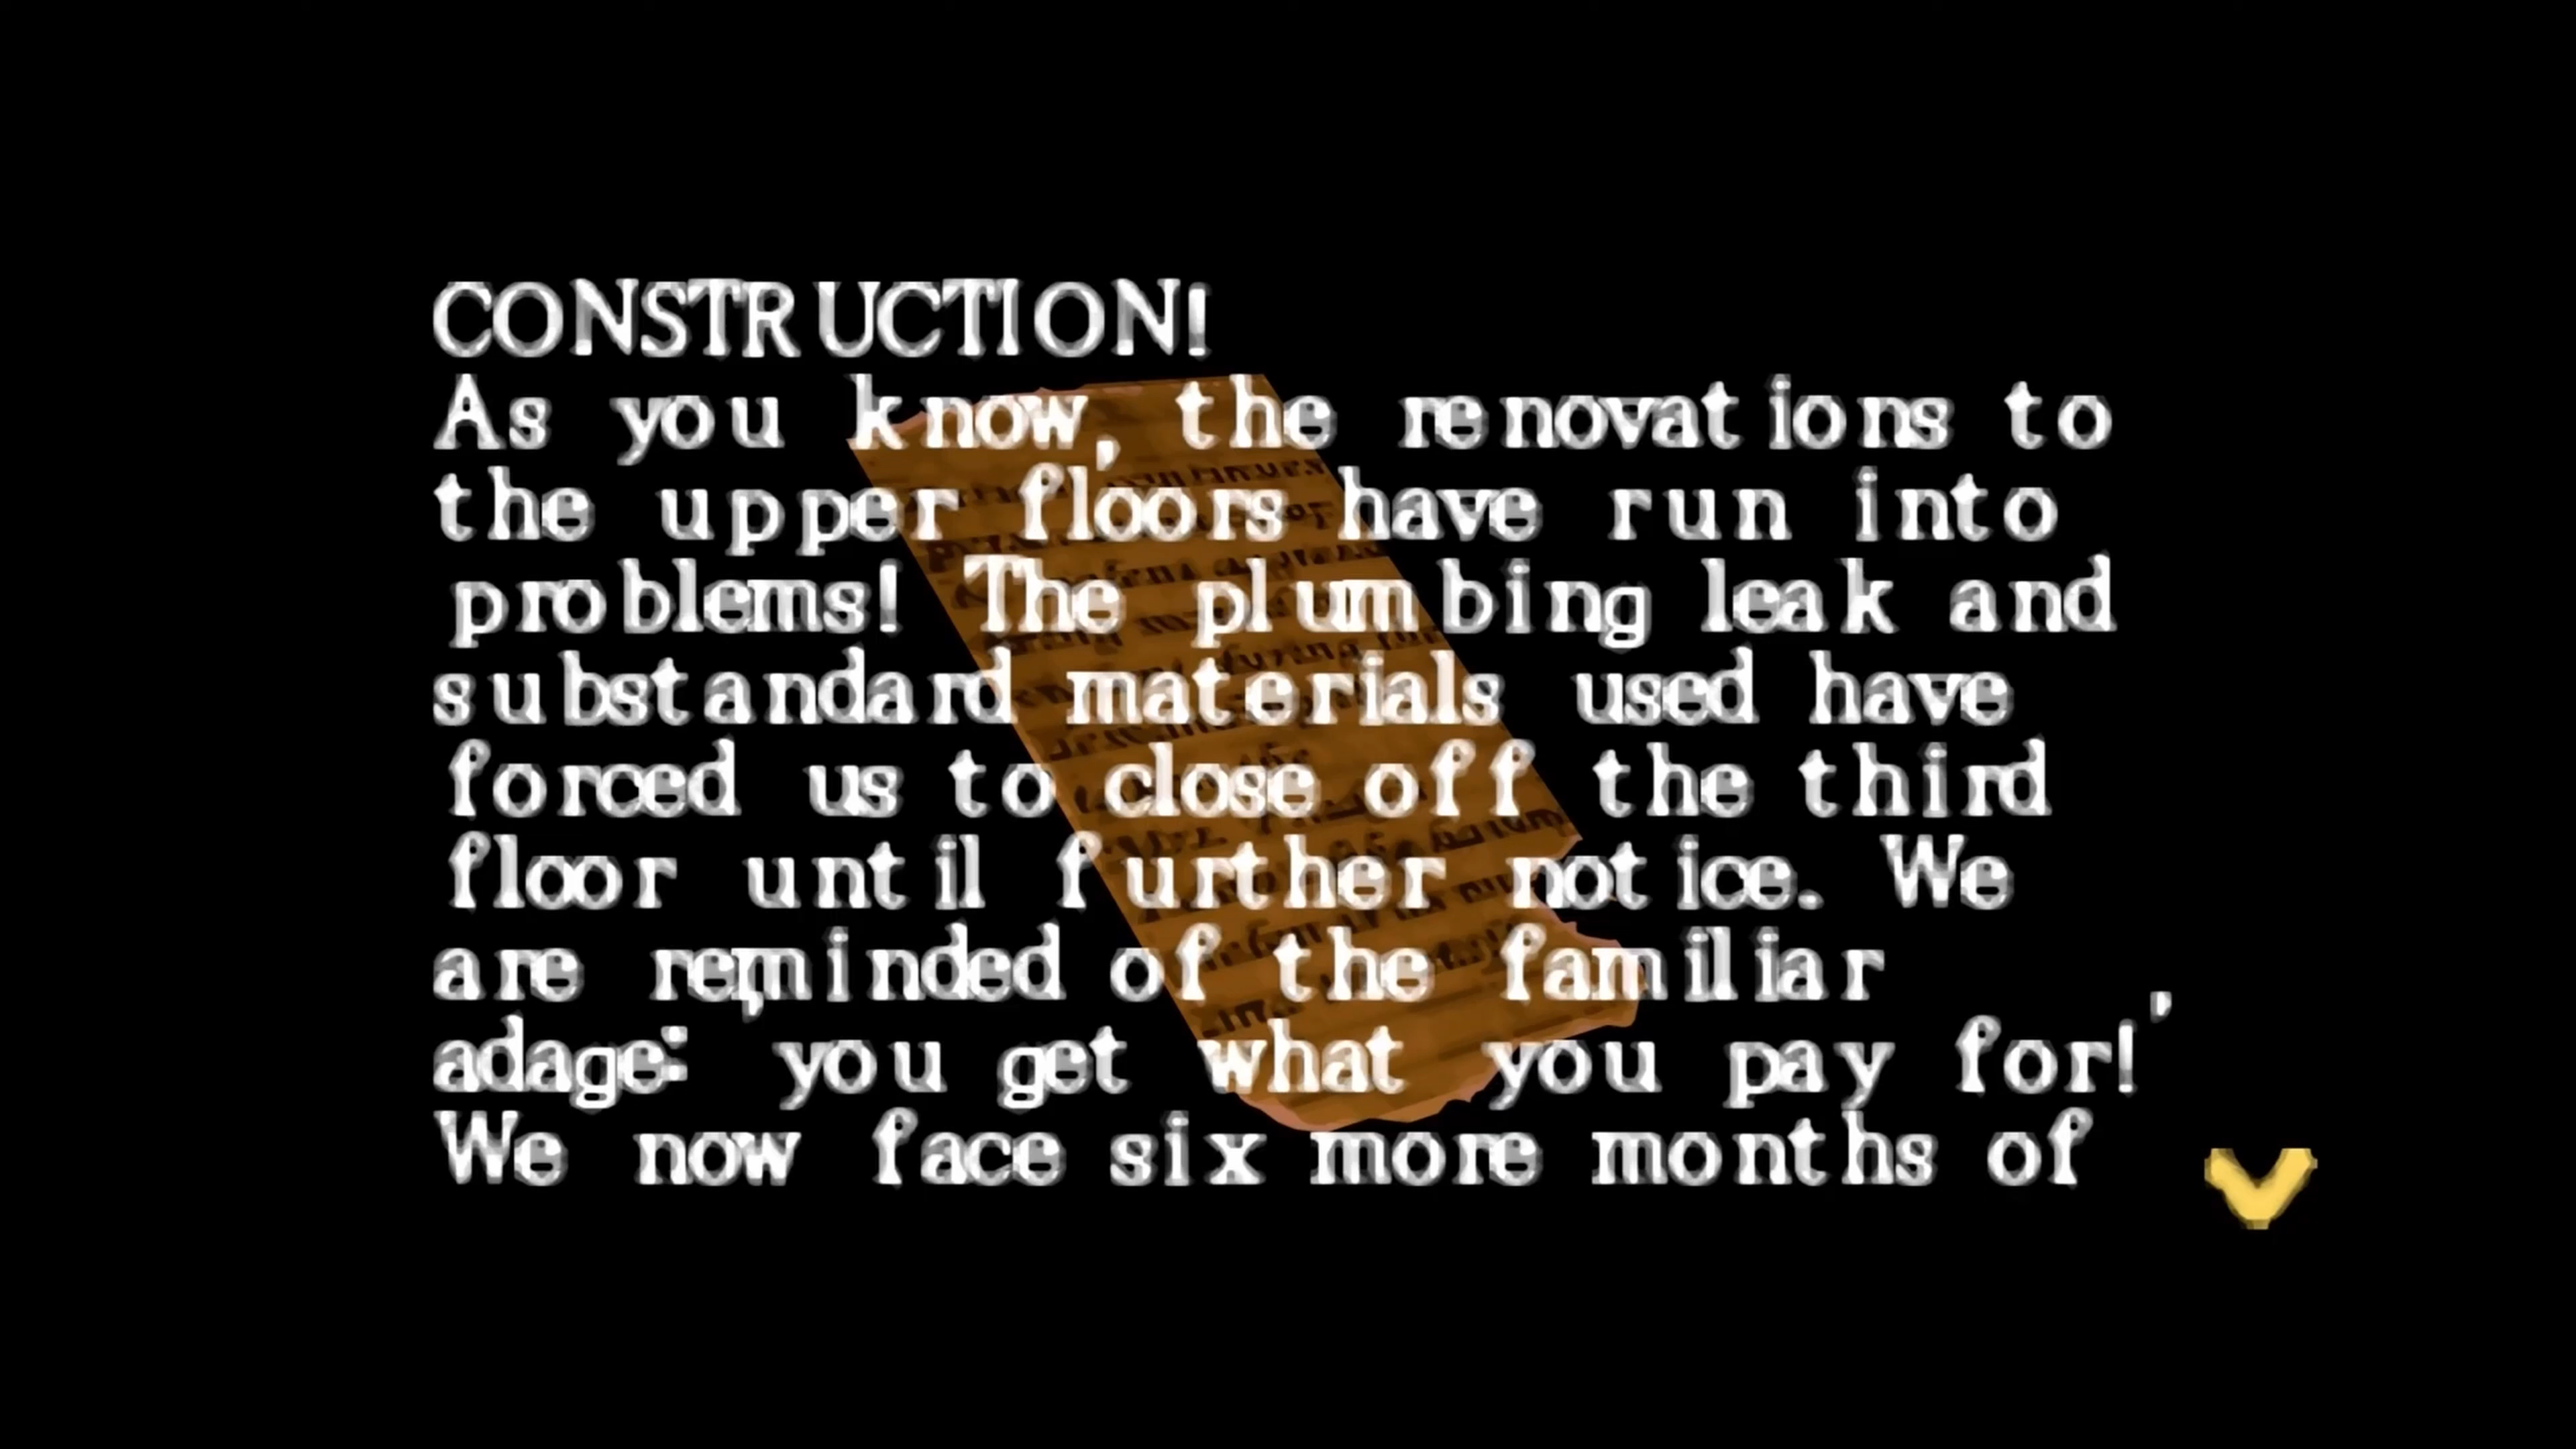 CONSTRUCTION!
As you know, the renovations to
the upper floors have run into
problems! The plumbing leak and
substandard materials used have
forced us to close off the third
floor until further notice. We
are reminded of the familiar
adage: 'you get what you pay for!'
We now face six more months of